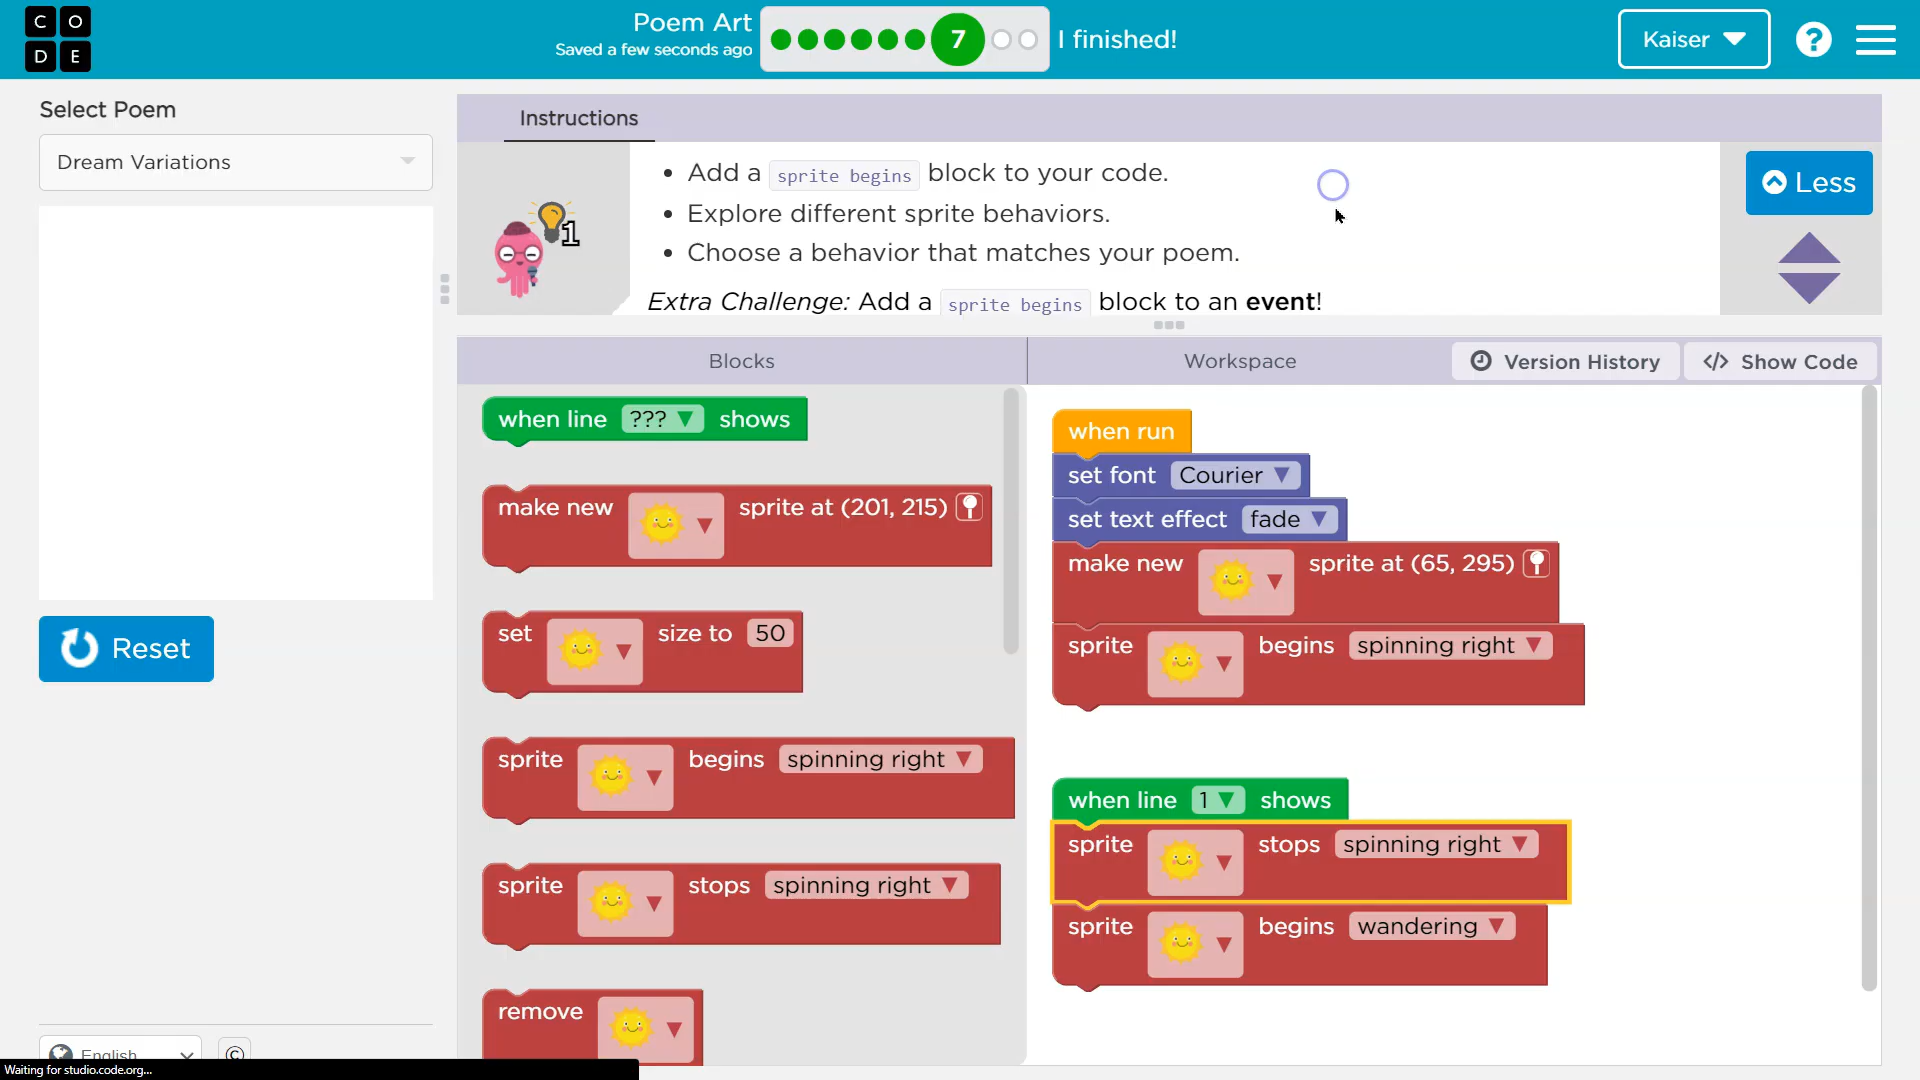 C O
D E
Poem Art
Saved a few seconds ago
7
I finished!
Kaiser
?
Select Poem
Dream Variations
Reset
English
©
Waiting for studio.code.org...
Instructions
1
Add a sprite begins block to your code.
Explore different sprite behaviors.
Choose a behavior that matches your poem.
Extra Challenge: Add a sprite begins block to an event!
Less
Blocks
when line ??? shows
make new sprite at (201, 215)
set size to 50
sprite begins spinning right
sprite stops spinning right
remove
Workspace
Version History
</> Show Code
when run
set font Courier
set text effect fade
make new sprite at (65, 295)
sprite begins spinning right
when line 1 shows
sprite stops spinning right
sprite begins wandering